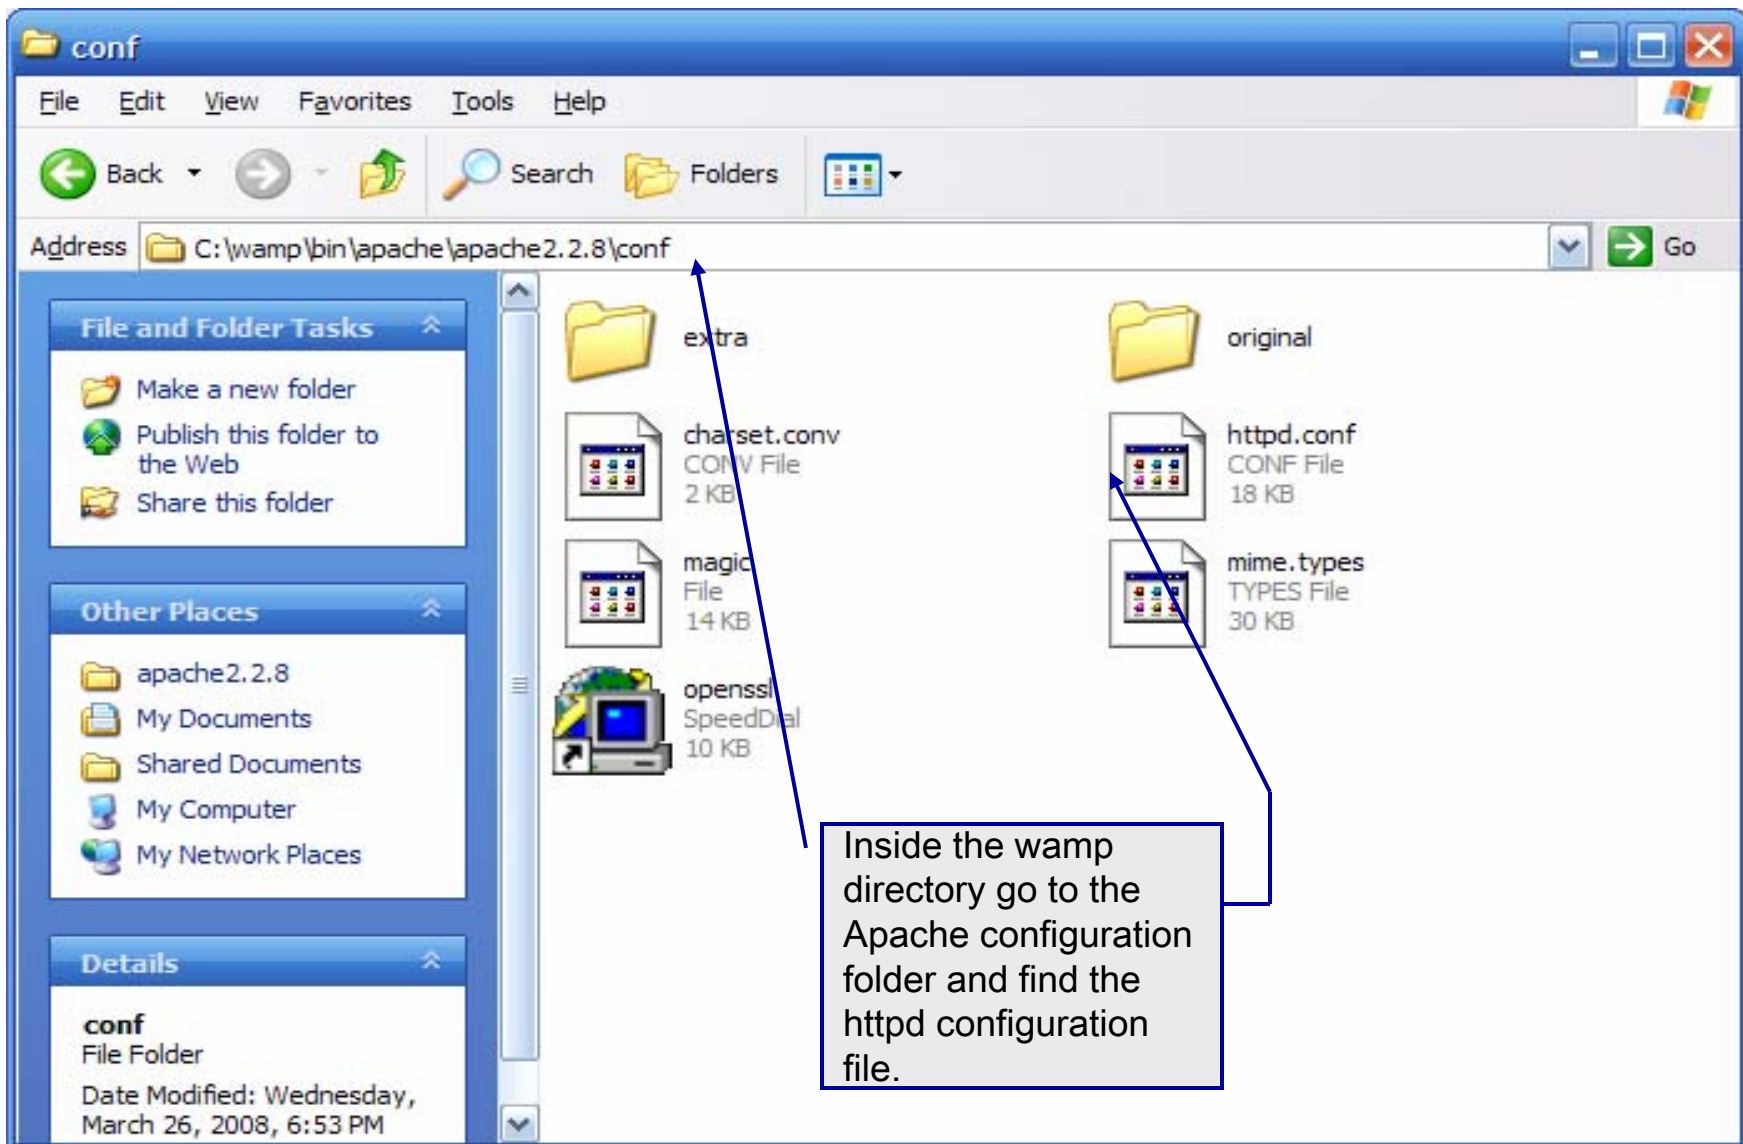 conf
File Edit View Favorites Tools Help
Back Search Folders
Address C:\wamp\bin\apache\apache2.2.8\conf Go
File and Folder Tasks
Make a new folder
Publish this folder to
the Web
Share this folder
Other Places
apache2.2.8
My Documents
Shared Documents
My Computer
My Network Places
Details
conf
File Folder
Date Modified: Wednesday,
March 26, 2008, 6:53 PM
extra
original
charset.conv
CONV File
2 KB
httpd.conf
CONF File
18 KB
magic
File
14 KB
mime.types
TYPES File
30 KB
openssl
SpeedDial
10 KB
Inside the wamp
directory go to the
Apache configuration
folder and find the
httpd configuration
file.